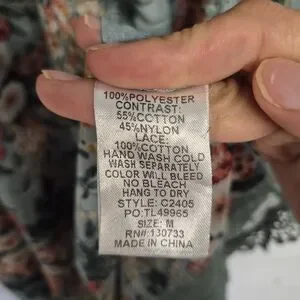 100%POLYESTER
CONTRAST:
55%COTTON
45%NYLON
LACE:
100%COTTON
HAND WASH COLD
WASH SEPARATELY
COLOR WILL BLEED
NO BLEACH
HANG TO DRY
STYLE: C2405
PO:TL49965
SIZE: M
RN#:130733
MADE IN CHINA